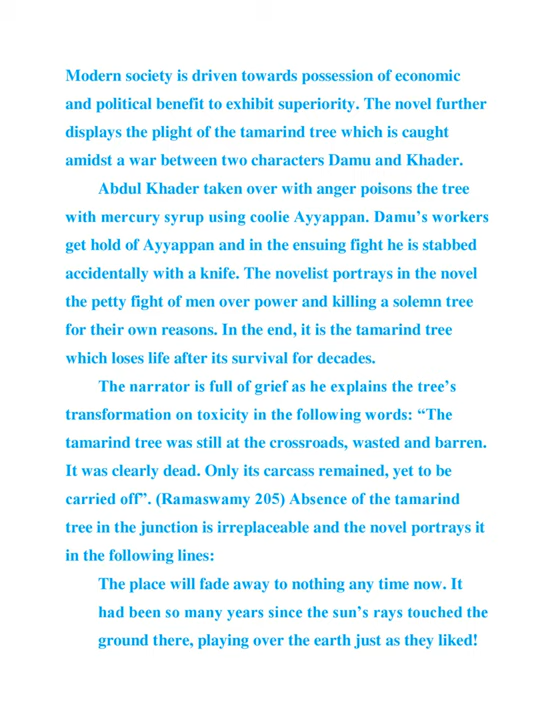 Modern society is driven towards possession of economic
and political benefit to exhibit superiority. The novel further
displays the plight of the tamarind tree which is caught
amidst a war between two characters Damu and Khader.
Abdul Khader taken over with anger poisons the tree
with mercury syrup using coolie Ayyappan. Damu’s workers
get hold of Ayyappan and in the ensuing fight he is stabbed
accidentally with a knife. The novelist portrays in the novel
the petty fight of men over power and killing a solemn tree
for their own reasons. In the end, it is the tamarind tree
which loses life after its survival for decades.
The narrator is full of grief as he explains the tree’s
transformation on toxicity in the following words: “The
tamarind tree was still at the crossroads, wasted and barren.
It was clearly dead. Only its carcass remained, yet to be
carried off”. (Ramaswamy 205) Absence of the tamarind
tree in the junction is irreplaceable and the novel portrays it
in the following lines:
The place will fade away to nothing any time now. It
had been so many years since the sun’s rays touched the
ground there, playing over the earth just as they liked!